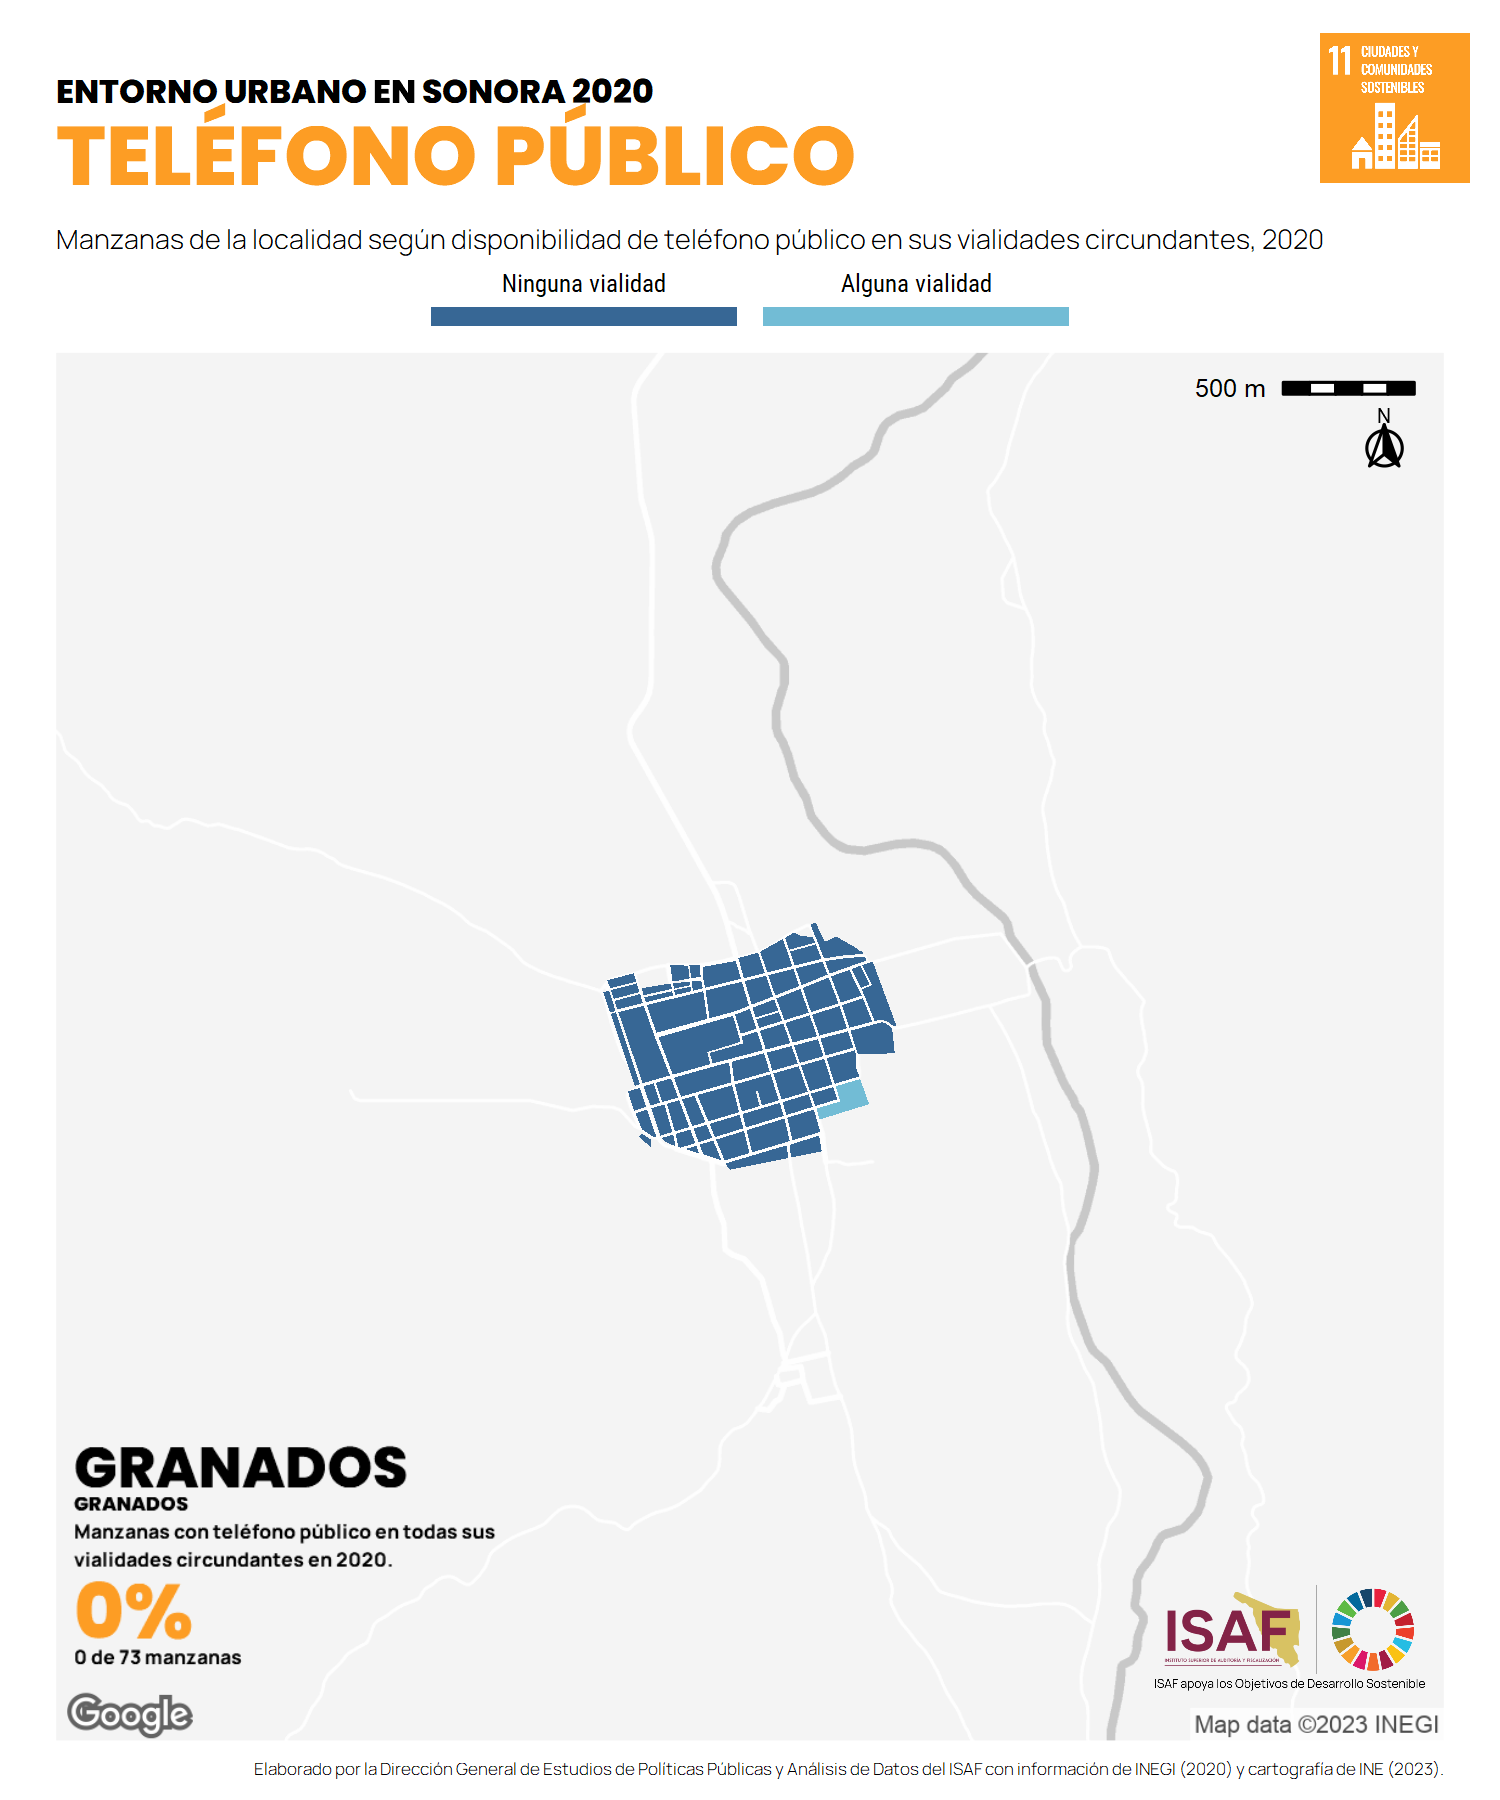 ENTORNO URBANO EN SONORA 2020
TELÉFONO PÚBLICO
11 CIUDADES Y
COMUNIDADES
SOSTENIBLES
Manzanas de la localidad según disponibilidad de teléfono público en sus vialidades circundantes, 2020
Ninguna vialidad
Alguna vialidad
500 m
N
GRANADOS
GRANADOS
Manzanas con teléfono público en todas sus
vialidades circundantes en 2020.
0%
0 de 73 manzanas
Google
ISAF
INSTITUTO SUPERIOR DE AUDITORÍA Y FISCALIZACIÓN
ISAF apoya los Objetivos de Desarrollo Sostenible
Map data ©2023 INEGI
Elaborado por la Dirección General de Estudios de Políticas Públicas y Análisis de Datos del ISAF con información de INEGI (2020) y cartografía de INE (2023).